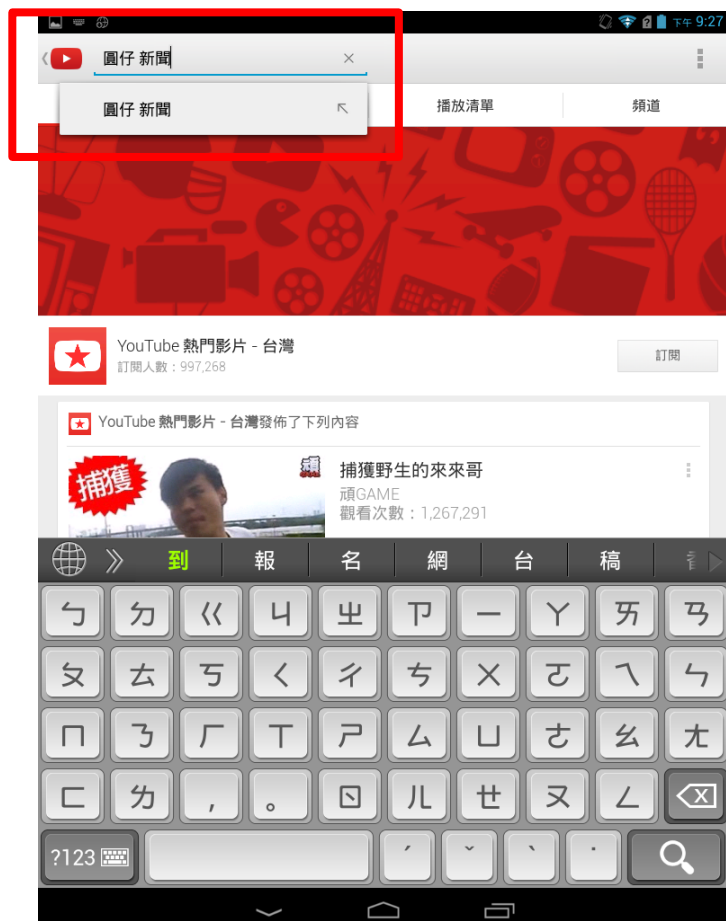 下午 9:27
圓仔 新聞
圓仔 新聞
播放清單 頻道
YouTube 熱門影片 - 台灣
訂閱人數：997,268
訂閱
YouTube 熱門影片 - 台灣發佈了下列內容
捕獲
頑
捕獲野生的來來哥
頑GAME
觀看次數：1,267,291
到 報 名 網 台 稿
ㄅ ㄉ ㄍ ㄐ ㄓ ㄗ ㄧ ㄚ ㄞ ㄢ
ㄆ ㄊ ㄎ ㄑ ㄔ ㄘ ㄨ ㄛ ㄟ ㄣ
ㄇ ㄋ ㄏ ㄒ ㄕ ㄙ ㄩ ㄜ ㄠ ㄤ
ㄈ ㄌ ， 。 ㄖ ㄦ ㄝ ㄡ ㄥ
?123 ˊ ˇ ˋ ˙